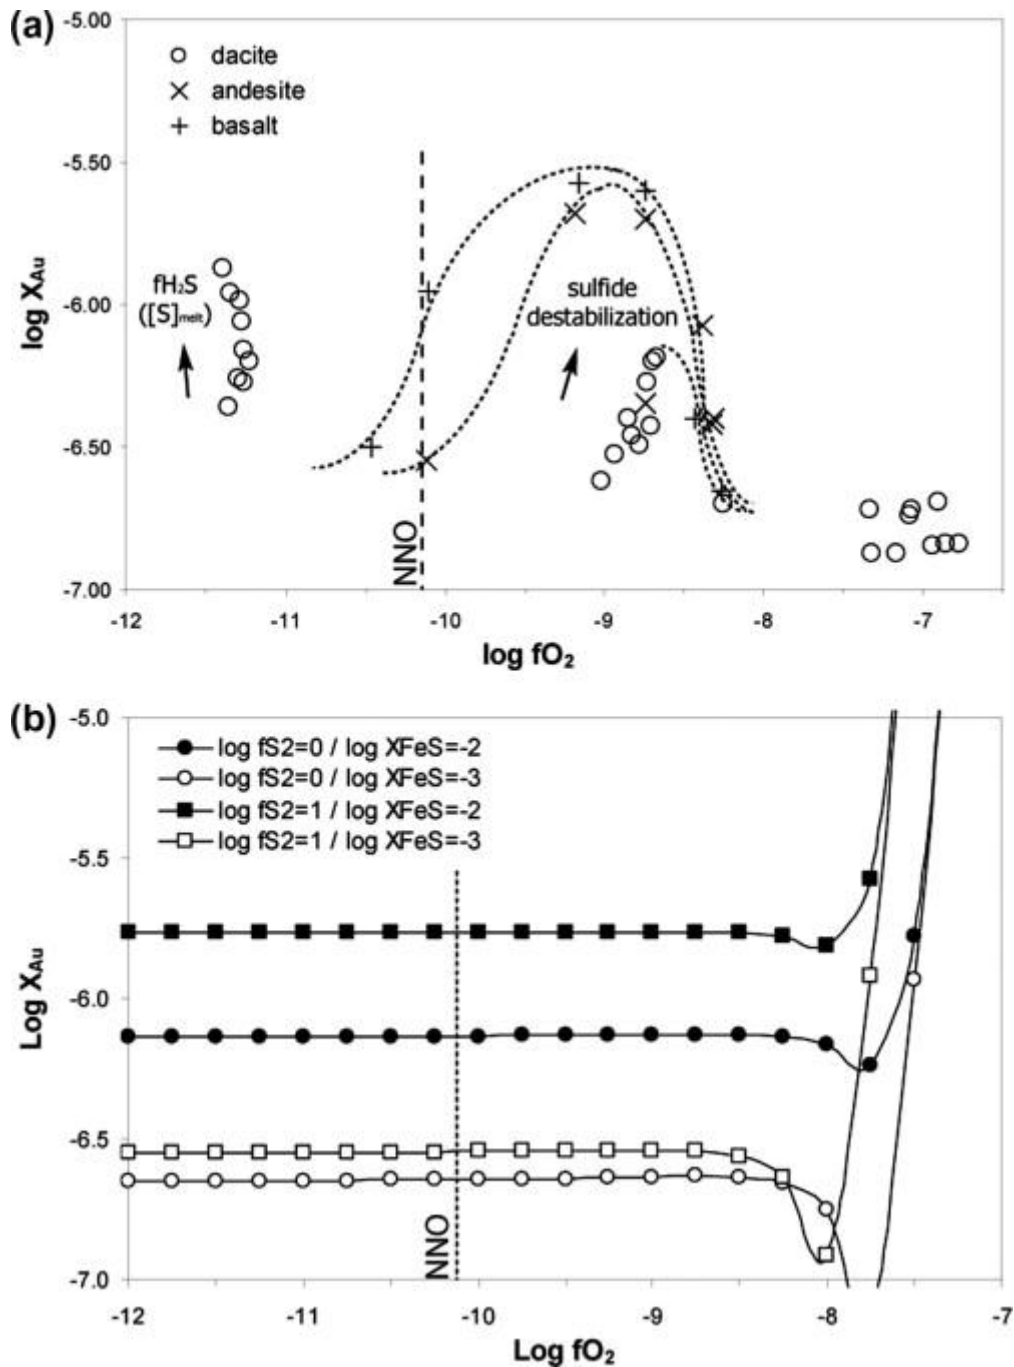 (a)
-5.00
dacite
andesite
basalt
-5.50
fH₂S
([S]melt)
sulfide
destabilization
-6.00
log XAu
-6.50
NNO
-7.00
-12 -11 -10 -9 -8 -7
log fO₂
(b)
-5.0
log fS2=0 / log XFeS=-2
log fS2=0 / log XFeS=-3
log fS2=1 / log XFeS=-2
log fS2=1 / log XFeS=-3
-5.5
-6.0
Log XAu
-6.5
NNO
-7.0
-12 -11 -10 -9 -8 -7
Log fO₂